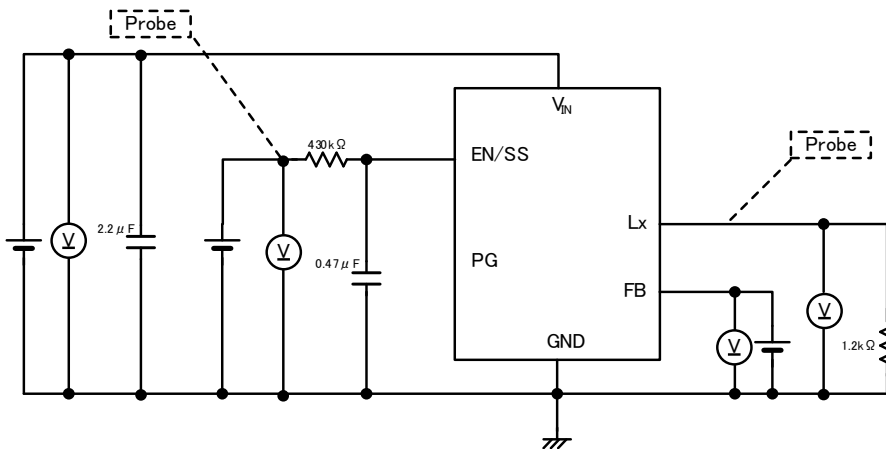 Probe
V_IN
430kΩ
EN/SS
Probe
Lx
2.2μF
V
V
0.47μF
PG
FB
V
V
1.2kΩ
GND